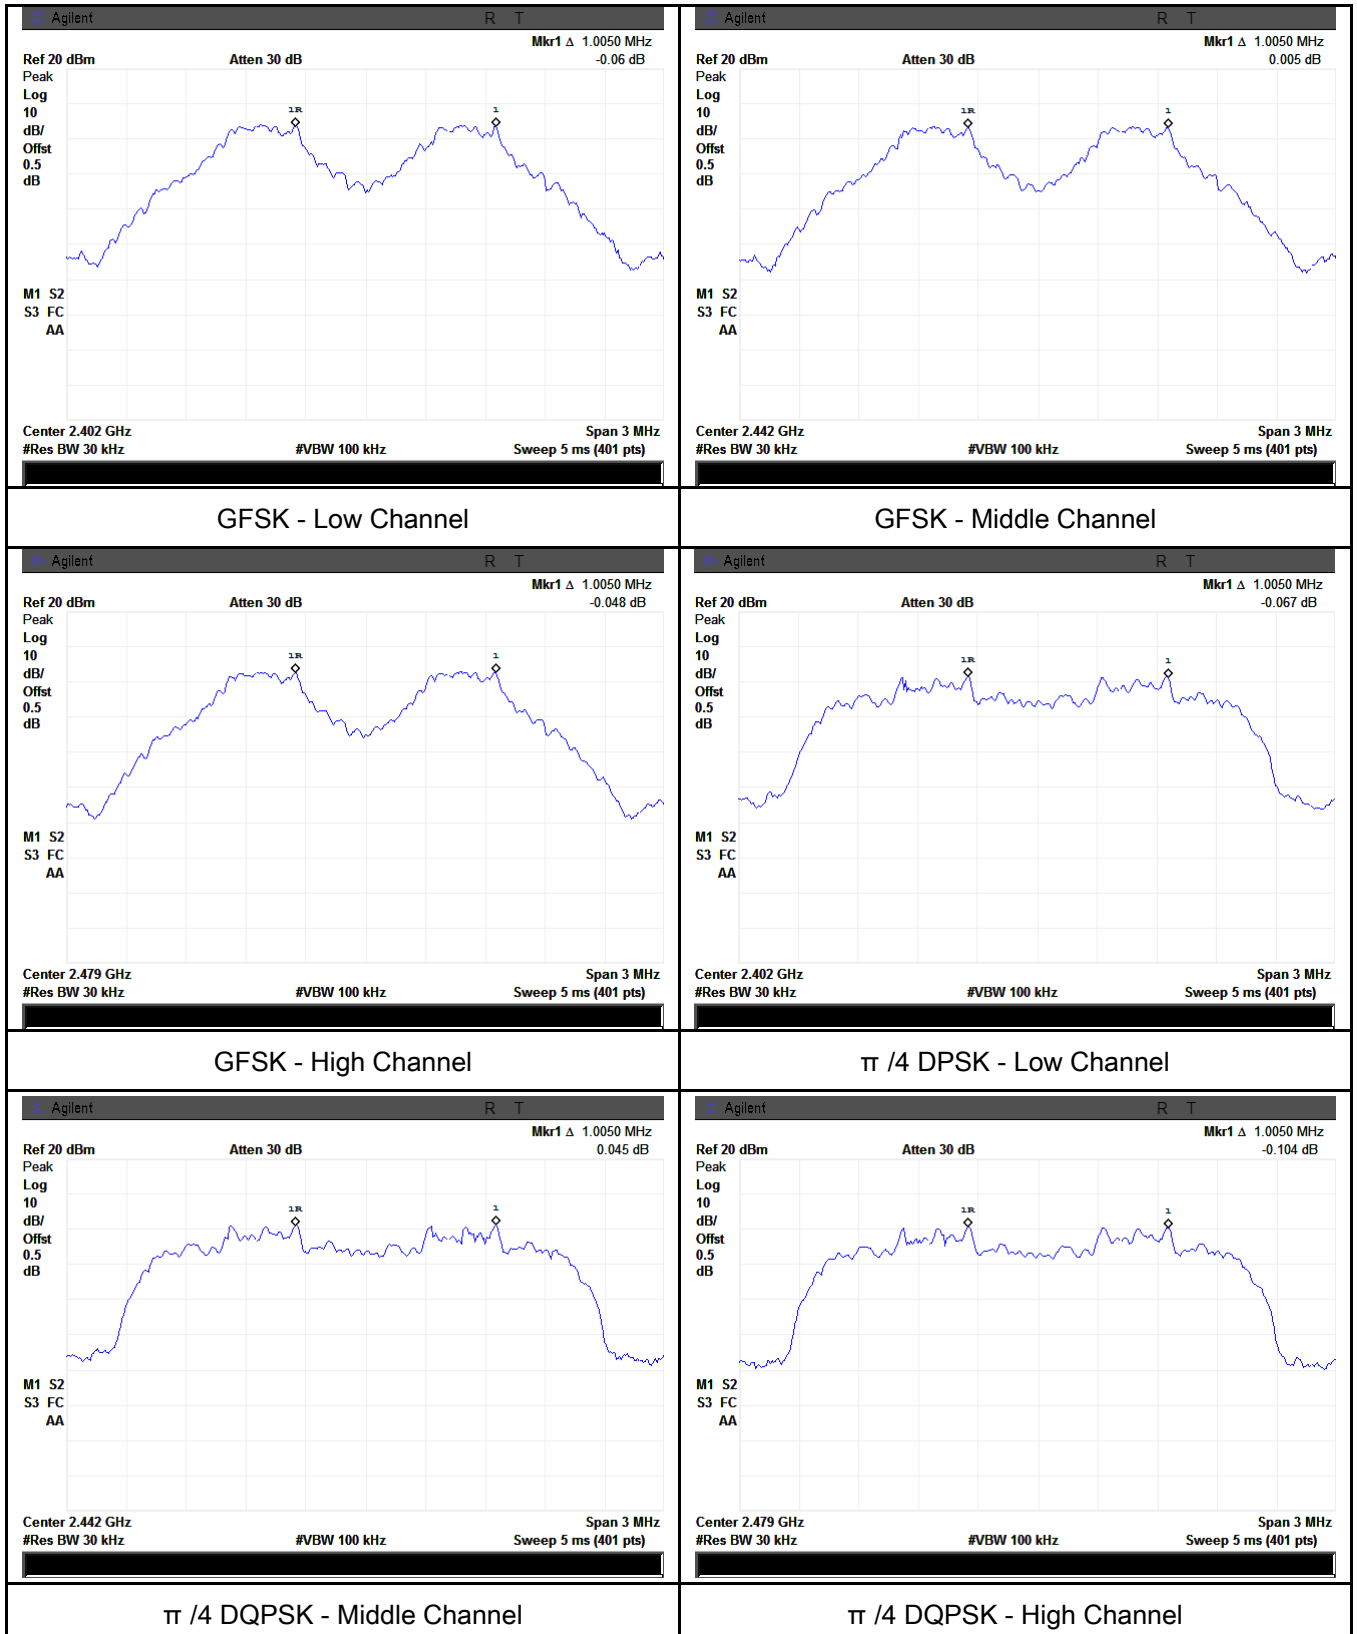 Agilent R T
Mkr1 Δ 1.0050 MHz
Ref 20 dBm Atten 30 dB -0.06 dB
Peak
Log
10
dB/
Offst
0.5
dB
1R 1
M1 S2
S3 FC
AA
Center 2.402 GHz Span 3 MHz
#Res BW 30 kHz #VBW 100 kHz Sweep 5 ms (401 pts)
GFSK - Low Channel
Agilent R T
Mkr1 Δ 1.0050 MHz
Ref 20 dBm Atten 30 dB 0.005 dB
Peak
Log
10
dB/
Offst
0.5
dB
1R 1
M1 S2
S3 FC
AA
Center 2.442 GHz Span 3 MHz
#Res BW 30 kHz #VBW 100 kHz Sweep 5 ms (401 pts)
GFSK - Middle Channel
Agilent R T
Mkr1 Δ 1.0050 MHz
Ref 20 dBm Atten 30 dB -0.048 dB
Peak
Log
10
dB/
Offst
0.5
dB
1R 1
M1 S2
S3 FC
AA
Center 2.479 GHz Span 3 MHz
#Res BW 30 kHz #VBW 100 kHz Sweep 5 ms (401 pts)
GFSK - High Channel
Agilent R T
Mkr1 Δ 1.0050 MHz
Ref 20 dBm Atten 30 dB -0.067 dB
Peak
Log
10
dB/
Offst
0.5
dB
1R 1
M1 S2
S3 FC
AA
Center 2.402 GHz Span 3 MHz
#Res BW 30 kHz #VBW 100 kHz Sweep 5 ms (401 pts)
π /4 DPSK - Low Channel
Agilent R T
Mkr1 Δ 1.0050 MHz
Ref 20 dBm Atten 30 dB 0.045 dB
Peak
Log
10
dB/
Offst
0.5
dB
1R 1
M1 S2
S3 FC
AA
Center 2.442 GHz Span 3 MHz
#Res BW 30 kHz #VBW 100 kHz Sweep 5 ms (401 pts)
π /4 DQPSK - Middle Channel
Agilent R T
Mkr1 Δ 1.0050 MHz
Ref 20 dBm Atten 30 dB -0.104 dB
Peak
Log
10
dB/
Offst
0.5
dB
1R 1
M1 S2
S3 FC
AA
Center 2.479 GHz Span 3 MHz
#Res BW 30 kHz #VBW 100 kHz Sweep 5 ms (401 pts)
π /4 DQPSK - High Channel